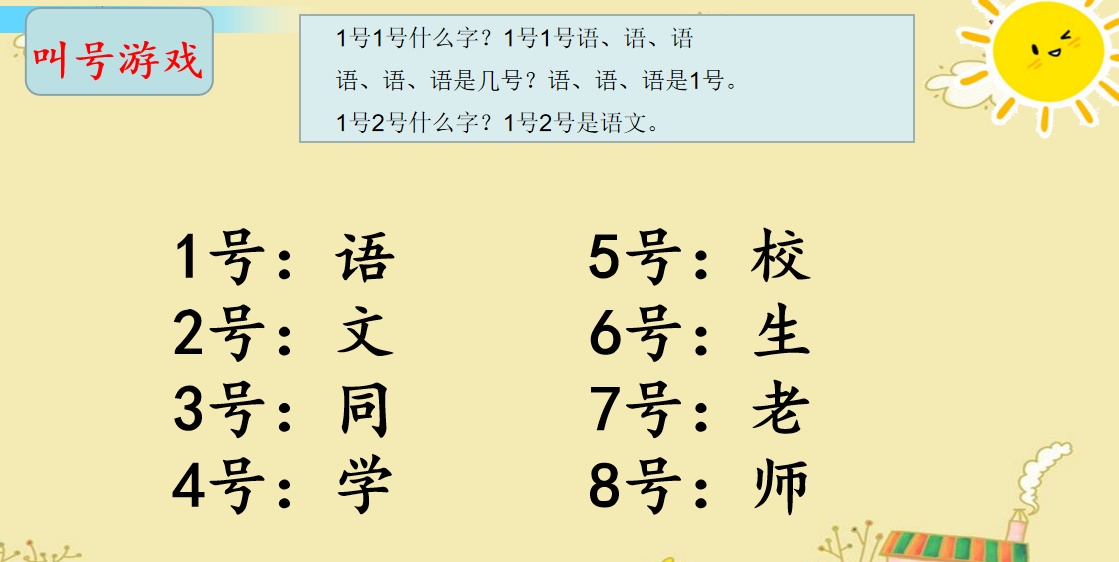 叫号游戏
1号1号什么字？1号1号语、语、语
语、语、语是几号？语、语、语是1号。
1号2号什么字？1号2号是语文。
1号：语
2号：文
3号：同
4号：学
5号：校
6号：生
7号：老
8号：师